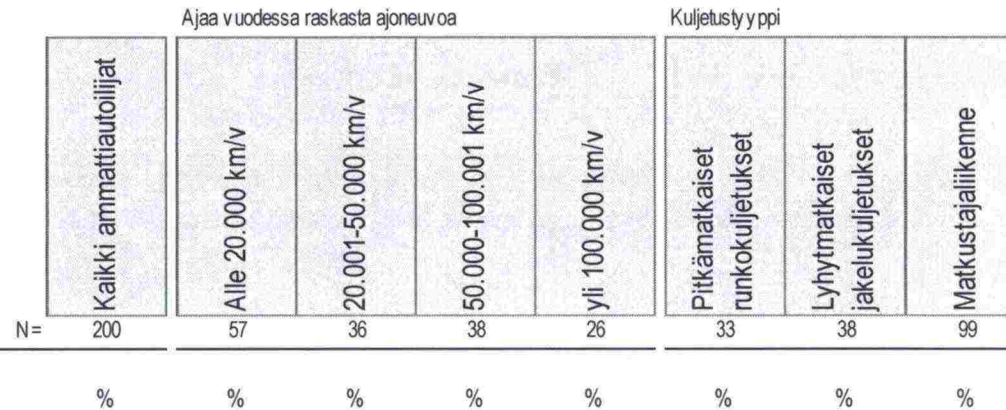 Ajaa vuodessa raskasta ajoneuvoa
Kuljetustyyppi
Kaikki ammattiautoilijat
Alle 20.000 km/v
20.001-50.000 km/v
50.000-100.001 km/v
yli 100.000 km/v
Pitkämatkaiset
runkokuljetukset
Lyhytmatkaiset
jakelukuljetukset
Matkustajaliikenne
N= 200 57 36 38 26 33 38 99
% % % % % % % %